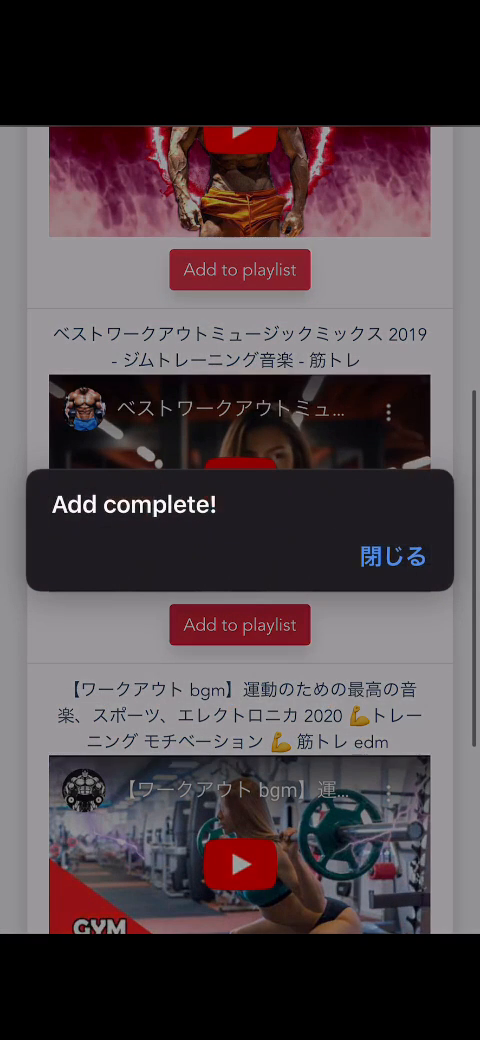 Add to playlist
ベストワークアウトミュージックミックス 2019
- ジムトレーニング音楽 - 筋トレ
ベストワークアウトミュ...
Add complete!
閉じる
Add to playlist
【ワークアウト bgm】運動のための最高の音
楽、スポーツ、エレクトロニカ 2020 💪トレー
ニング モチベーション 💪 筋トレ edm
【ワークアウト bgm】運...
GYM